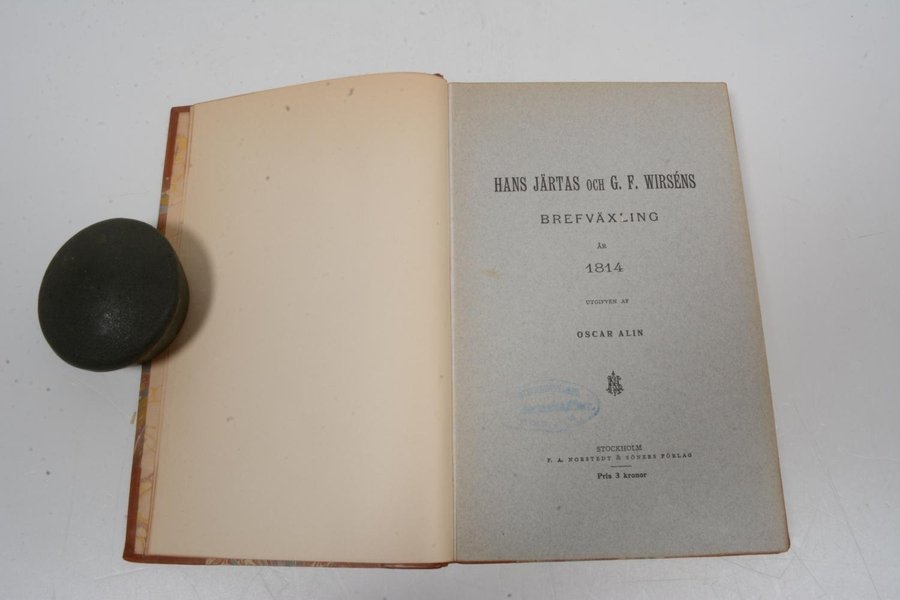 HANS JÄRTAS OCH G. F. WIRSÉNS
BREFVÄXLING
ÅR
1814
UTGIFVEN AF
OSCAR ALIN
STOCKHOLM
P. A. NORSTEDT & SÖNERS FÖRLAG
Pris 3 kronor